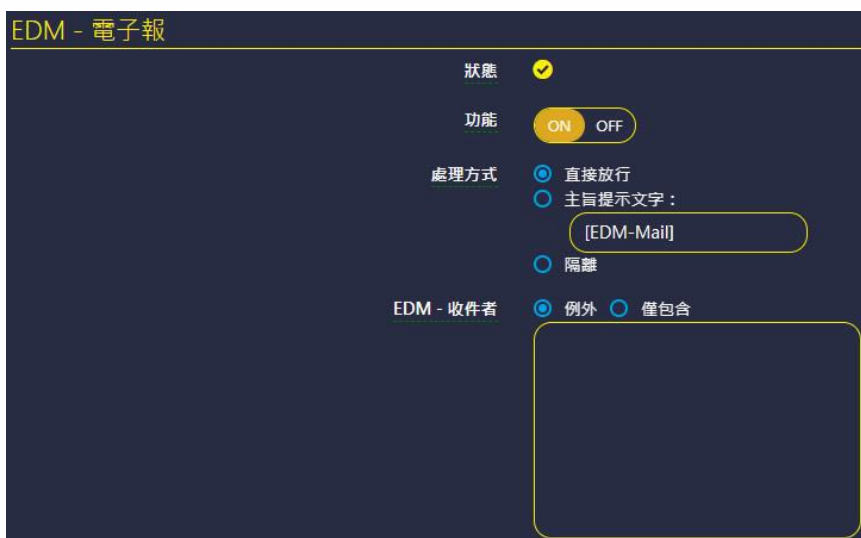 EDM - 電子報
狀態
功能 ON OFF
處理方式 直接放行
主旨提示文字：
[EDM-Mail]
隔離
EDM - 收件者 例外 僅包含